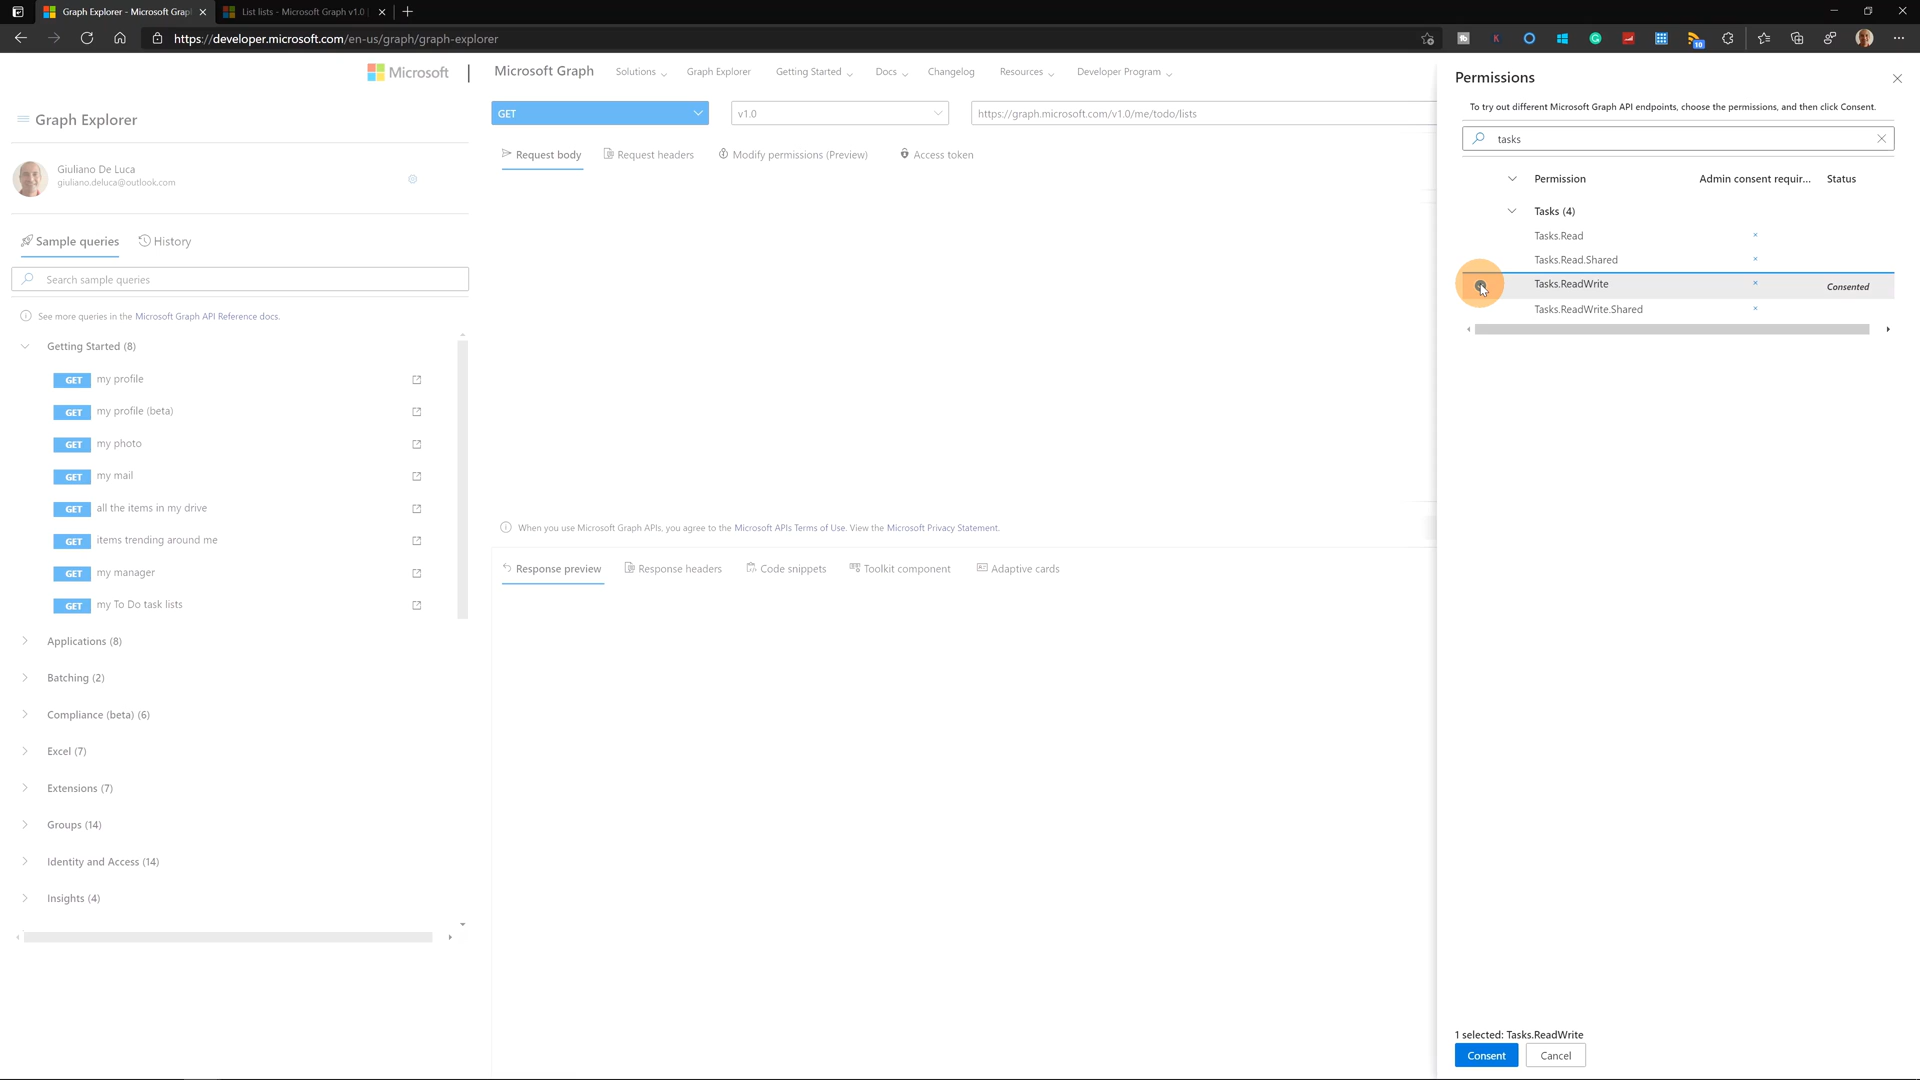 Graph Explorer - Microsoft Grap
List lists - Microsoft Graph v1.0
https://developer.microsoft.com/en-us/graph/graph-explorer
10
Microsoft
Microsoft Graph
Solutions
Graph Explorer
Getting Started
Docs
Changelog
Resources
Developer Program
Graph Explorer
Giuliano De Luca
giuliano.deluca@outlook.com
Sample queries
History
Search sample queries
See more queries in the Microsoft Graph API Reference docs.
Getting Started (8)
GET my profile
GET my profile (beta)
GET my photo
GET my mail
GET all the items in my drive
GET items trending around me
GET my manager
GET my To Do task lists
Applications (8)
Batching (2)
Compliance (beta) (6)
Excel (7)
Extensions (7)
Groups (14)
Identity and Access (14)
Insights (4)
GET
v1.0
https://graph.microsoft.com/v1.0/me/todo/lists
Request body
Request headers
Modify permissions (Preview)
Access token
When you use Microsoft Graph APIs, you agree to the Microsoft APIs Terms of Use. View the Microsoft Privacy Statement.
Response preview
Response headers
Code snippets
Toolkit component
Adaptive cards
Permissions
To try out different Microsoft Graph API endpoints, choose the permissions, and then click Consent.
tasks
Permission Admin consent requir... Status
Tasks (4)
Tasks.Read
Tasks.Read.Shared
Tasks.ReadWrite Consented
Tasks.ReadWrite.Shared
1 selected: Tasks.ReadWrite
Consent
Cancel